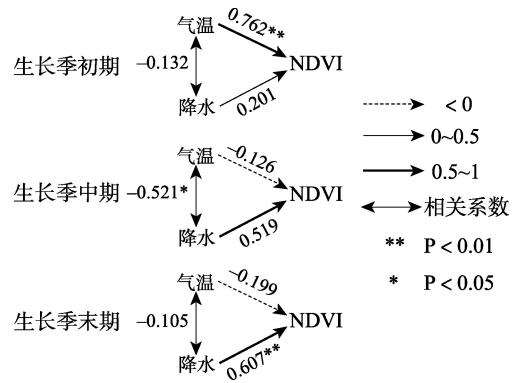 气温
0.762**
生长季初期
−0.132
NDVI
降水
0.201
气温
−0.126
生长季中期
−0.521*
NDVI
降水
0.519
气温
−0.199
生长季末期
−0.105
NDVI
降水
0.607**
< 0
0~0.5
0.5~1
相关系数
** P < 0.01
* P < 0.05